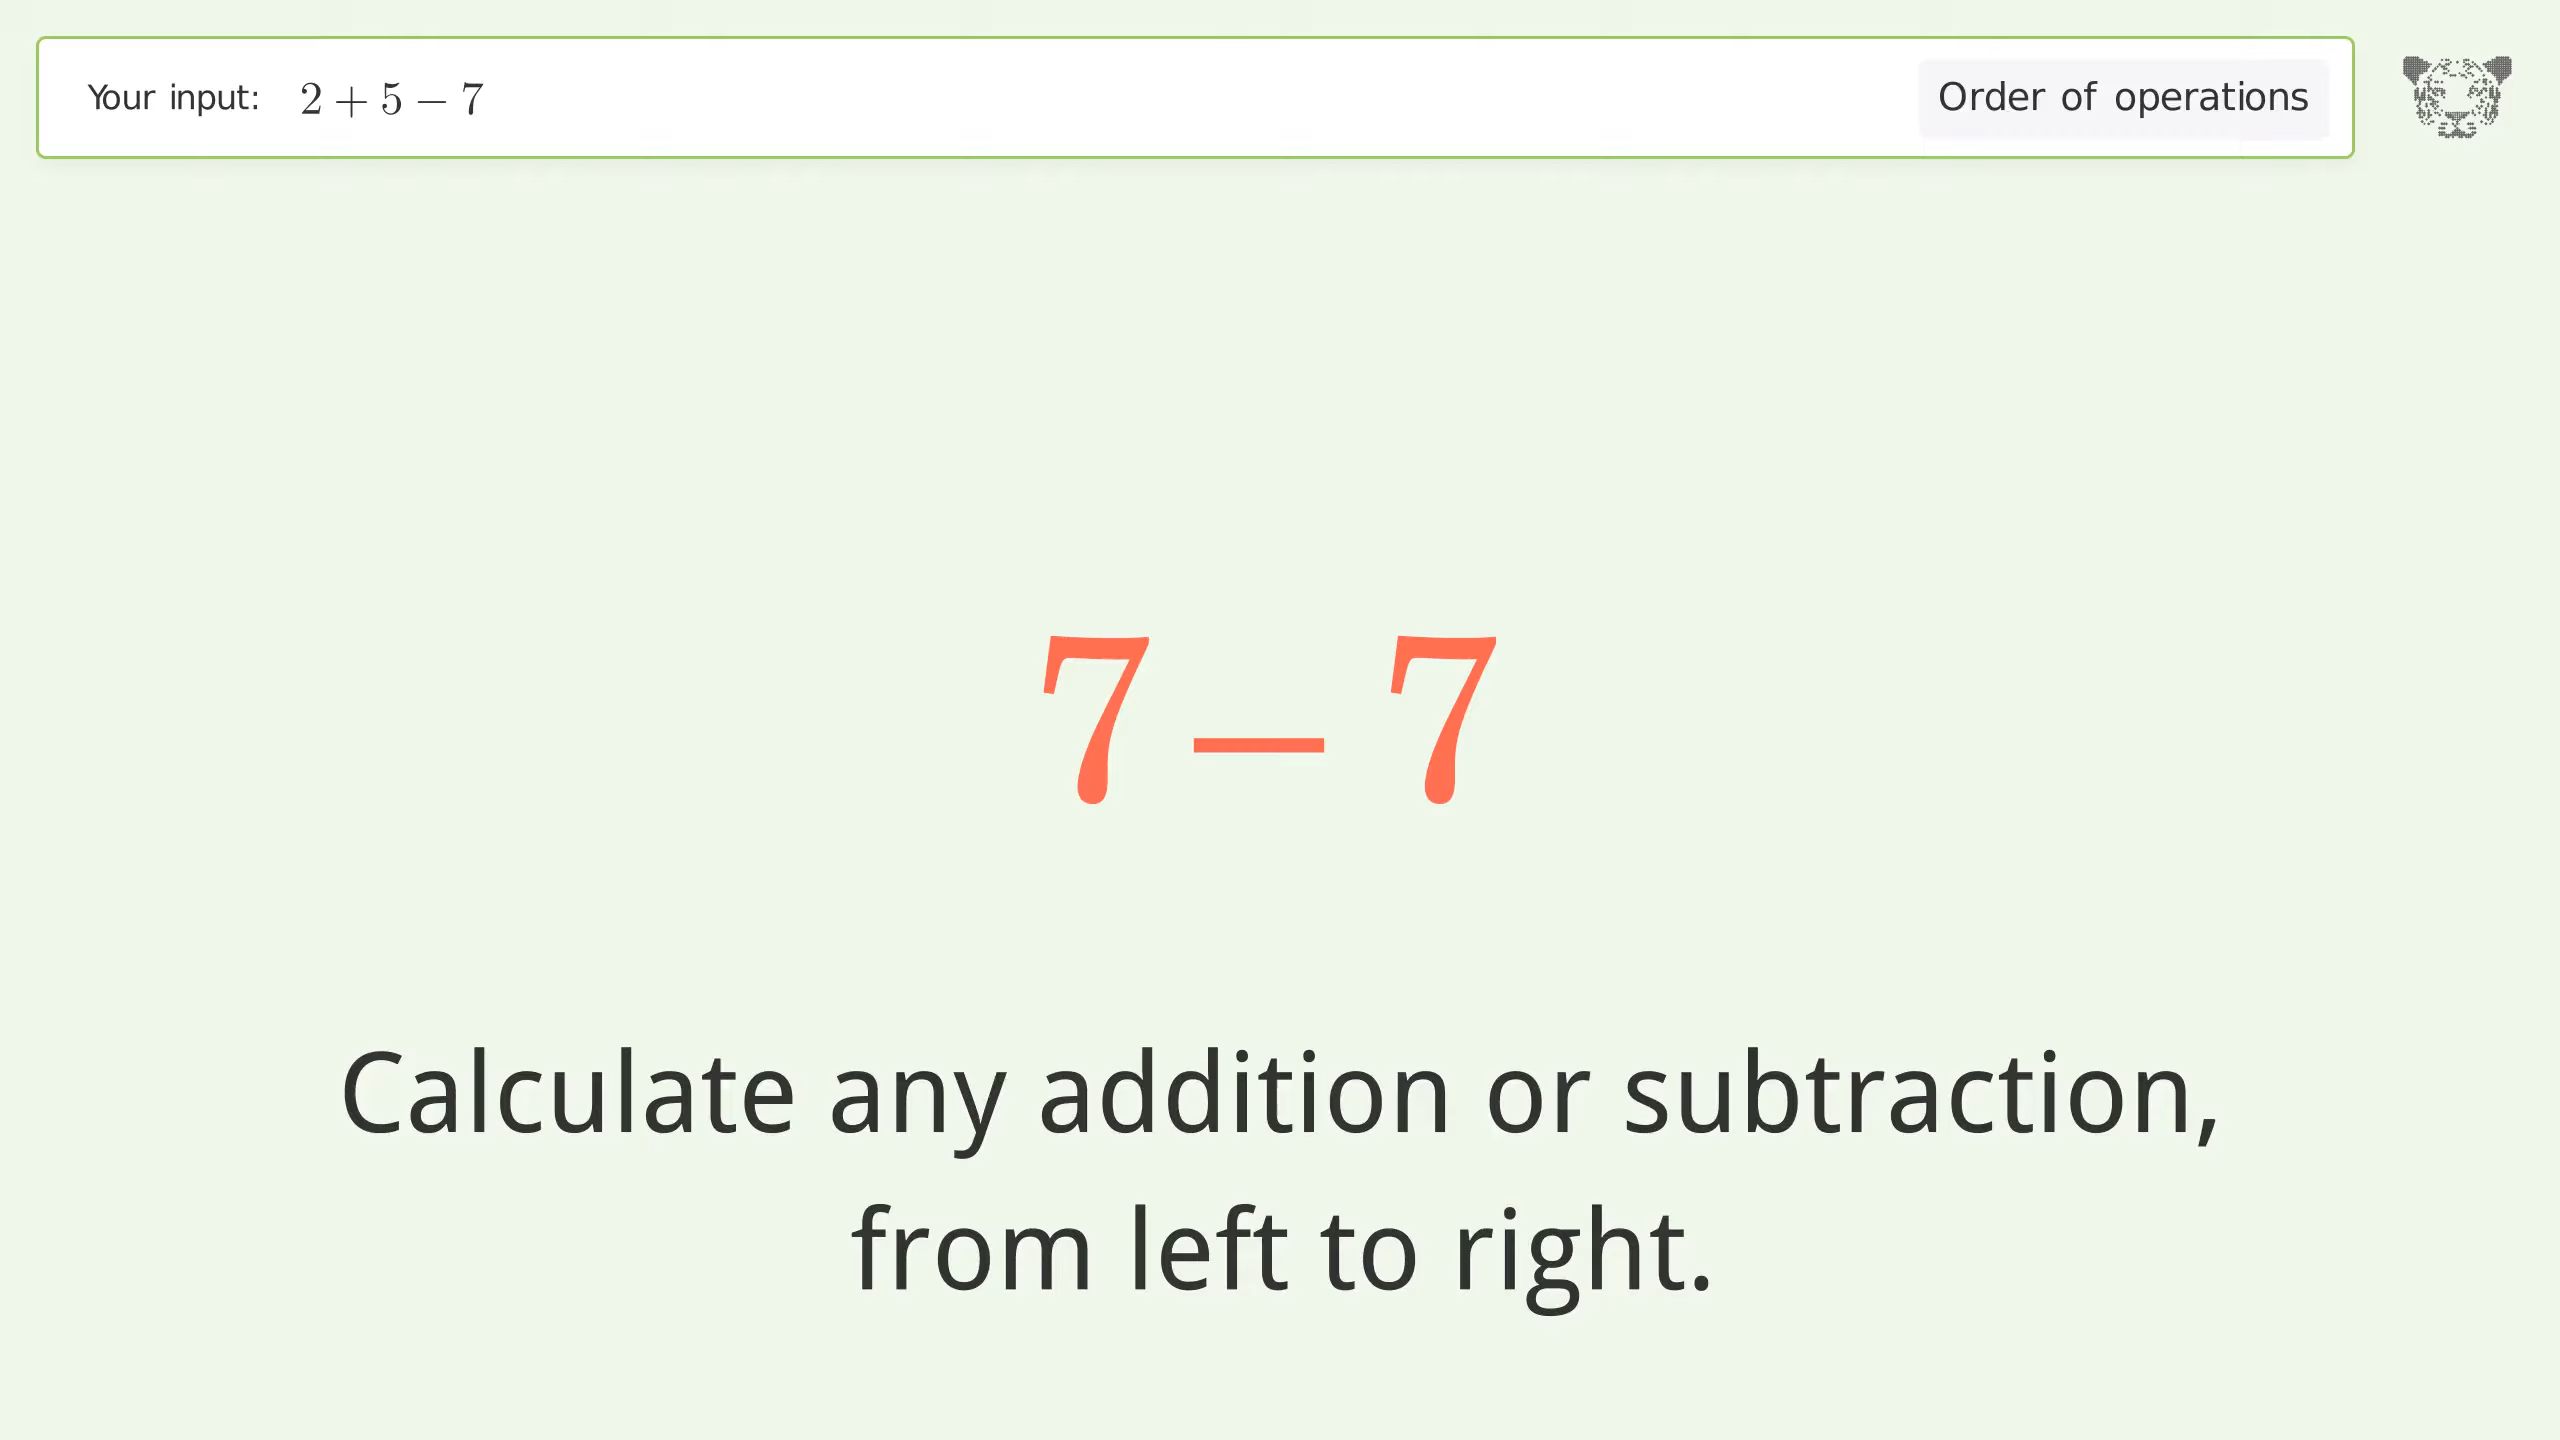 Your input: 2 + 5 − 7
Order of operations
7 − 7
Calculate any addition or subtraction,
from left to right.